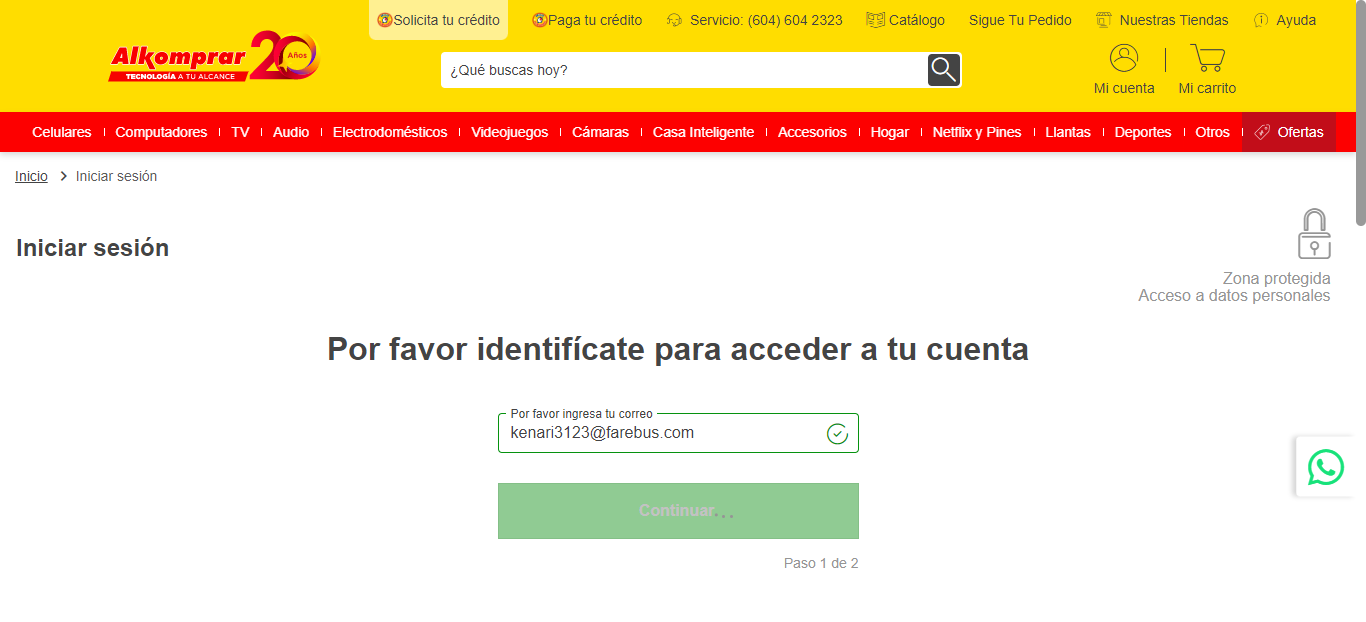 Solicita tu crédito
Paga tu crédito
Servicio: (604) 604 2323
Catálogo
Sigue Tu Pedido
Nuestras Tiendas
Ayuda
Alkomprar 20 Años
TECNOLOGÍA A TU ALCANCE
¿Qué buscas hoy?
Mi cuenta
Mi carrito
Celulares
Computadores
TV
Audio
Electrodomésticos
Videojuegos
Cámaras
Casa Inteligente
Accesorios
Hogar
Netflix y Pines
Llantas
Deportes
Otros
Ofertas
Inicio
Iniciar sesión
Iniciar sesión
Zona protegida
Acceso a datos personales
Por favor identifícate para acceder a tu cuenta
Por favor ingresa tu correo
kenari3123@farebus.com
Continuar...
Paso 1 de 2